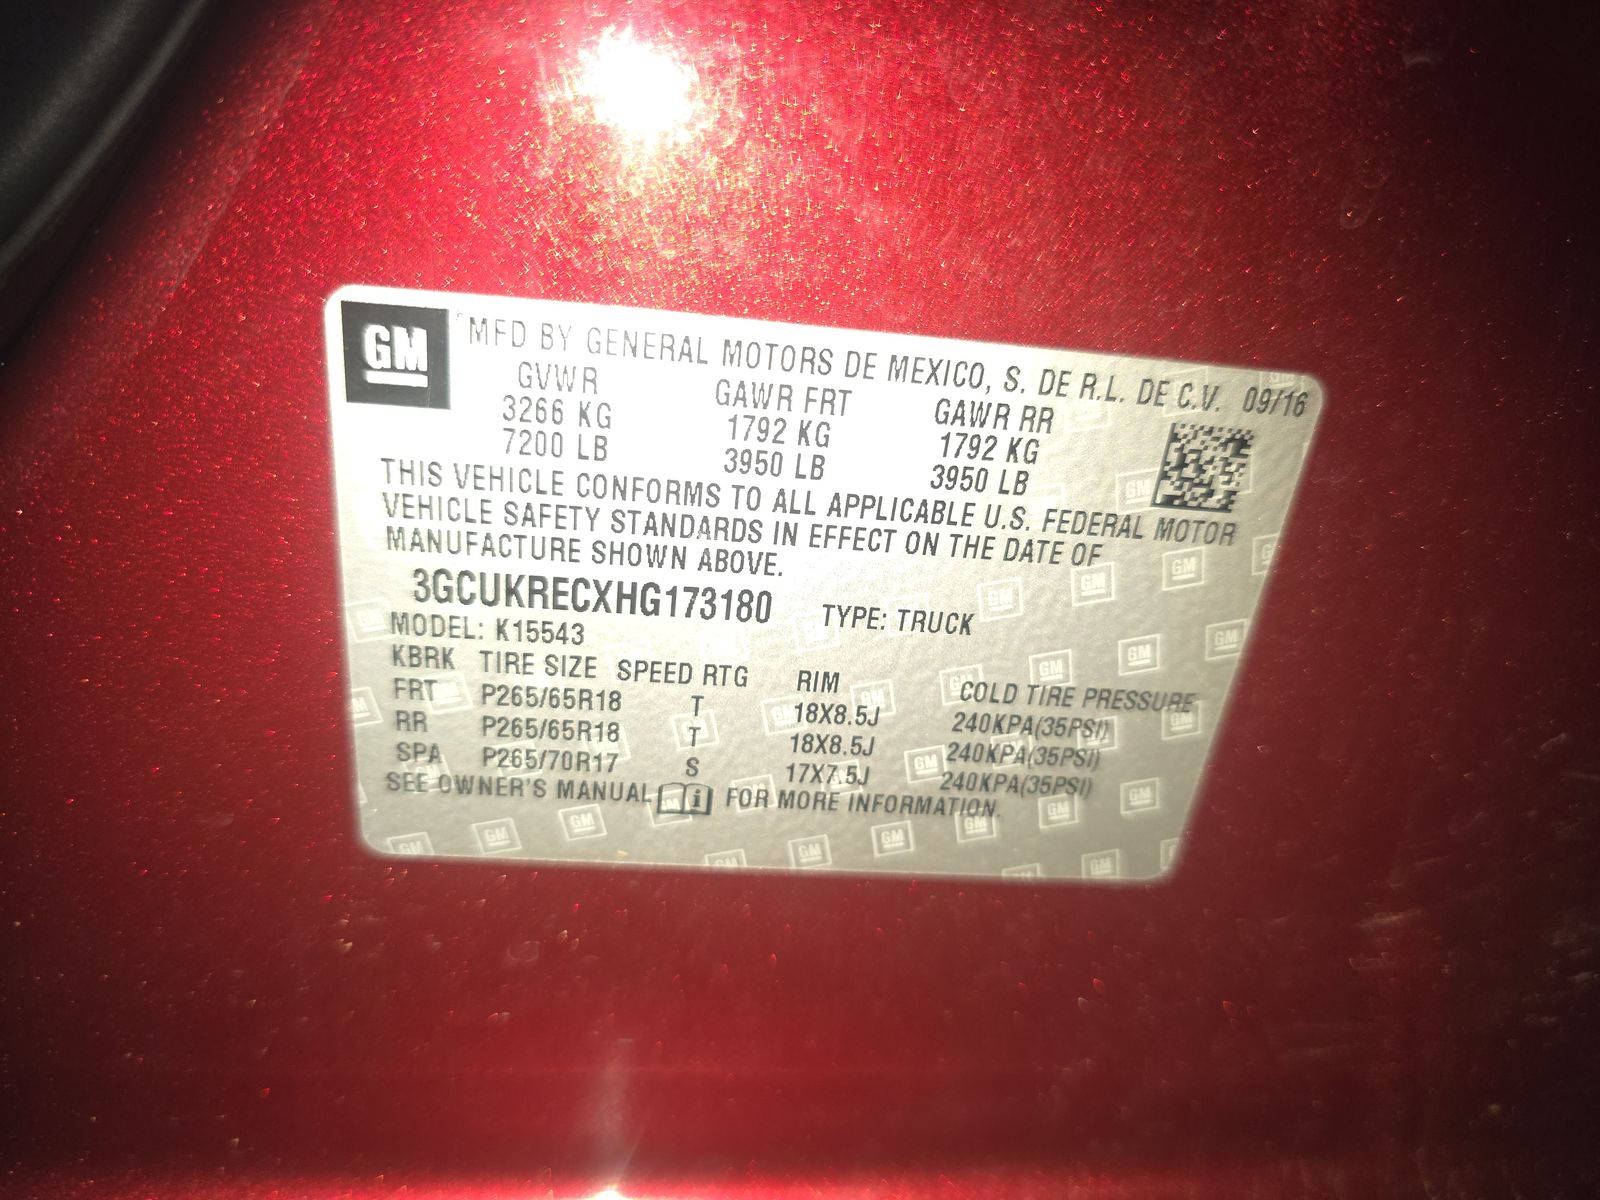 GM
MFD BY GENERAL MOTORS DE MEXICO, S. DE R.L. DE C.V. 09/16
GVWR GAWR FRT GAWR RR
3266 KG 1792 KG 1792 KG
7200 LB 3950 LB 3950 LB
THIS VEHICLE CONFORMS TO ALL APPLICABLE U.S. FEDERAL MOTOR
VEHICLE SAFETY STANDARDS IN EFFECT ON THE DATE OF
MANUFACTURE SHOWN ABOVE.
3GCUKRECXHG173180 TYPE: TRUCK
MODEL: K15543
KBRK TIRE SIZE SPEED RTG RIM COLD TIRE PRESSURE
FRT P265/65R18 T 18X8.5J 240KPA(35PSI)
RR P265/65R18 T 18X8.5J 240KPA(35PSI)
SPA P265/70R17 S 17X7.5J 240KPA(35PSI)
SEE OWNER'S MANUAL i FOR MORE INFORMATION.